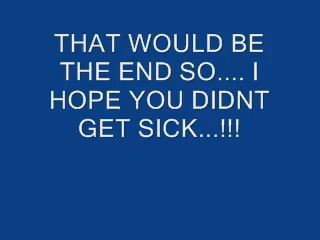 THAT WOULD BE
THE END SO.... I
HOPE YOU DIDNT
GET SICK...!!!